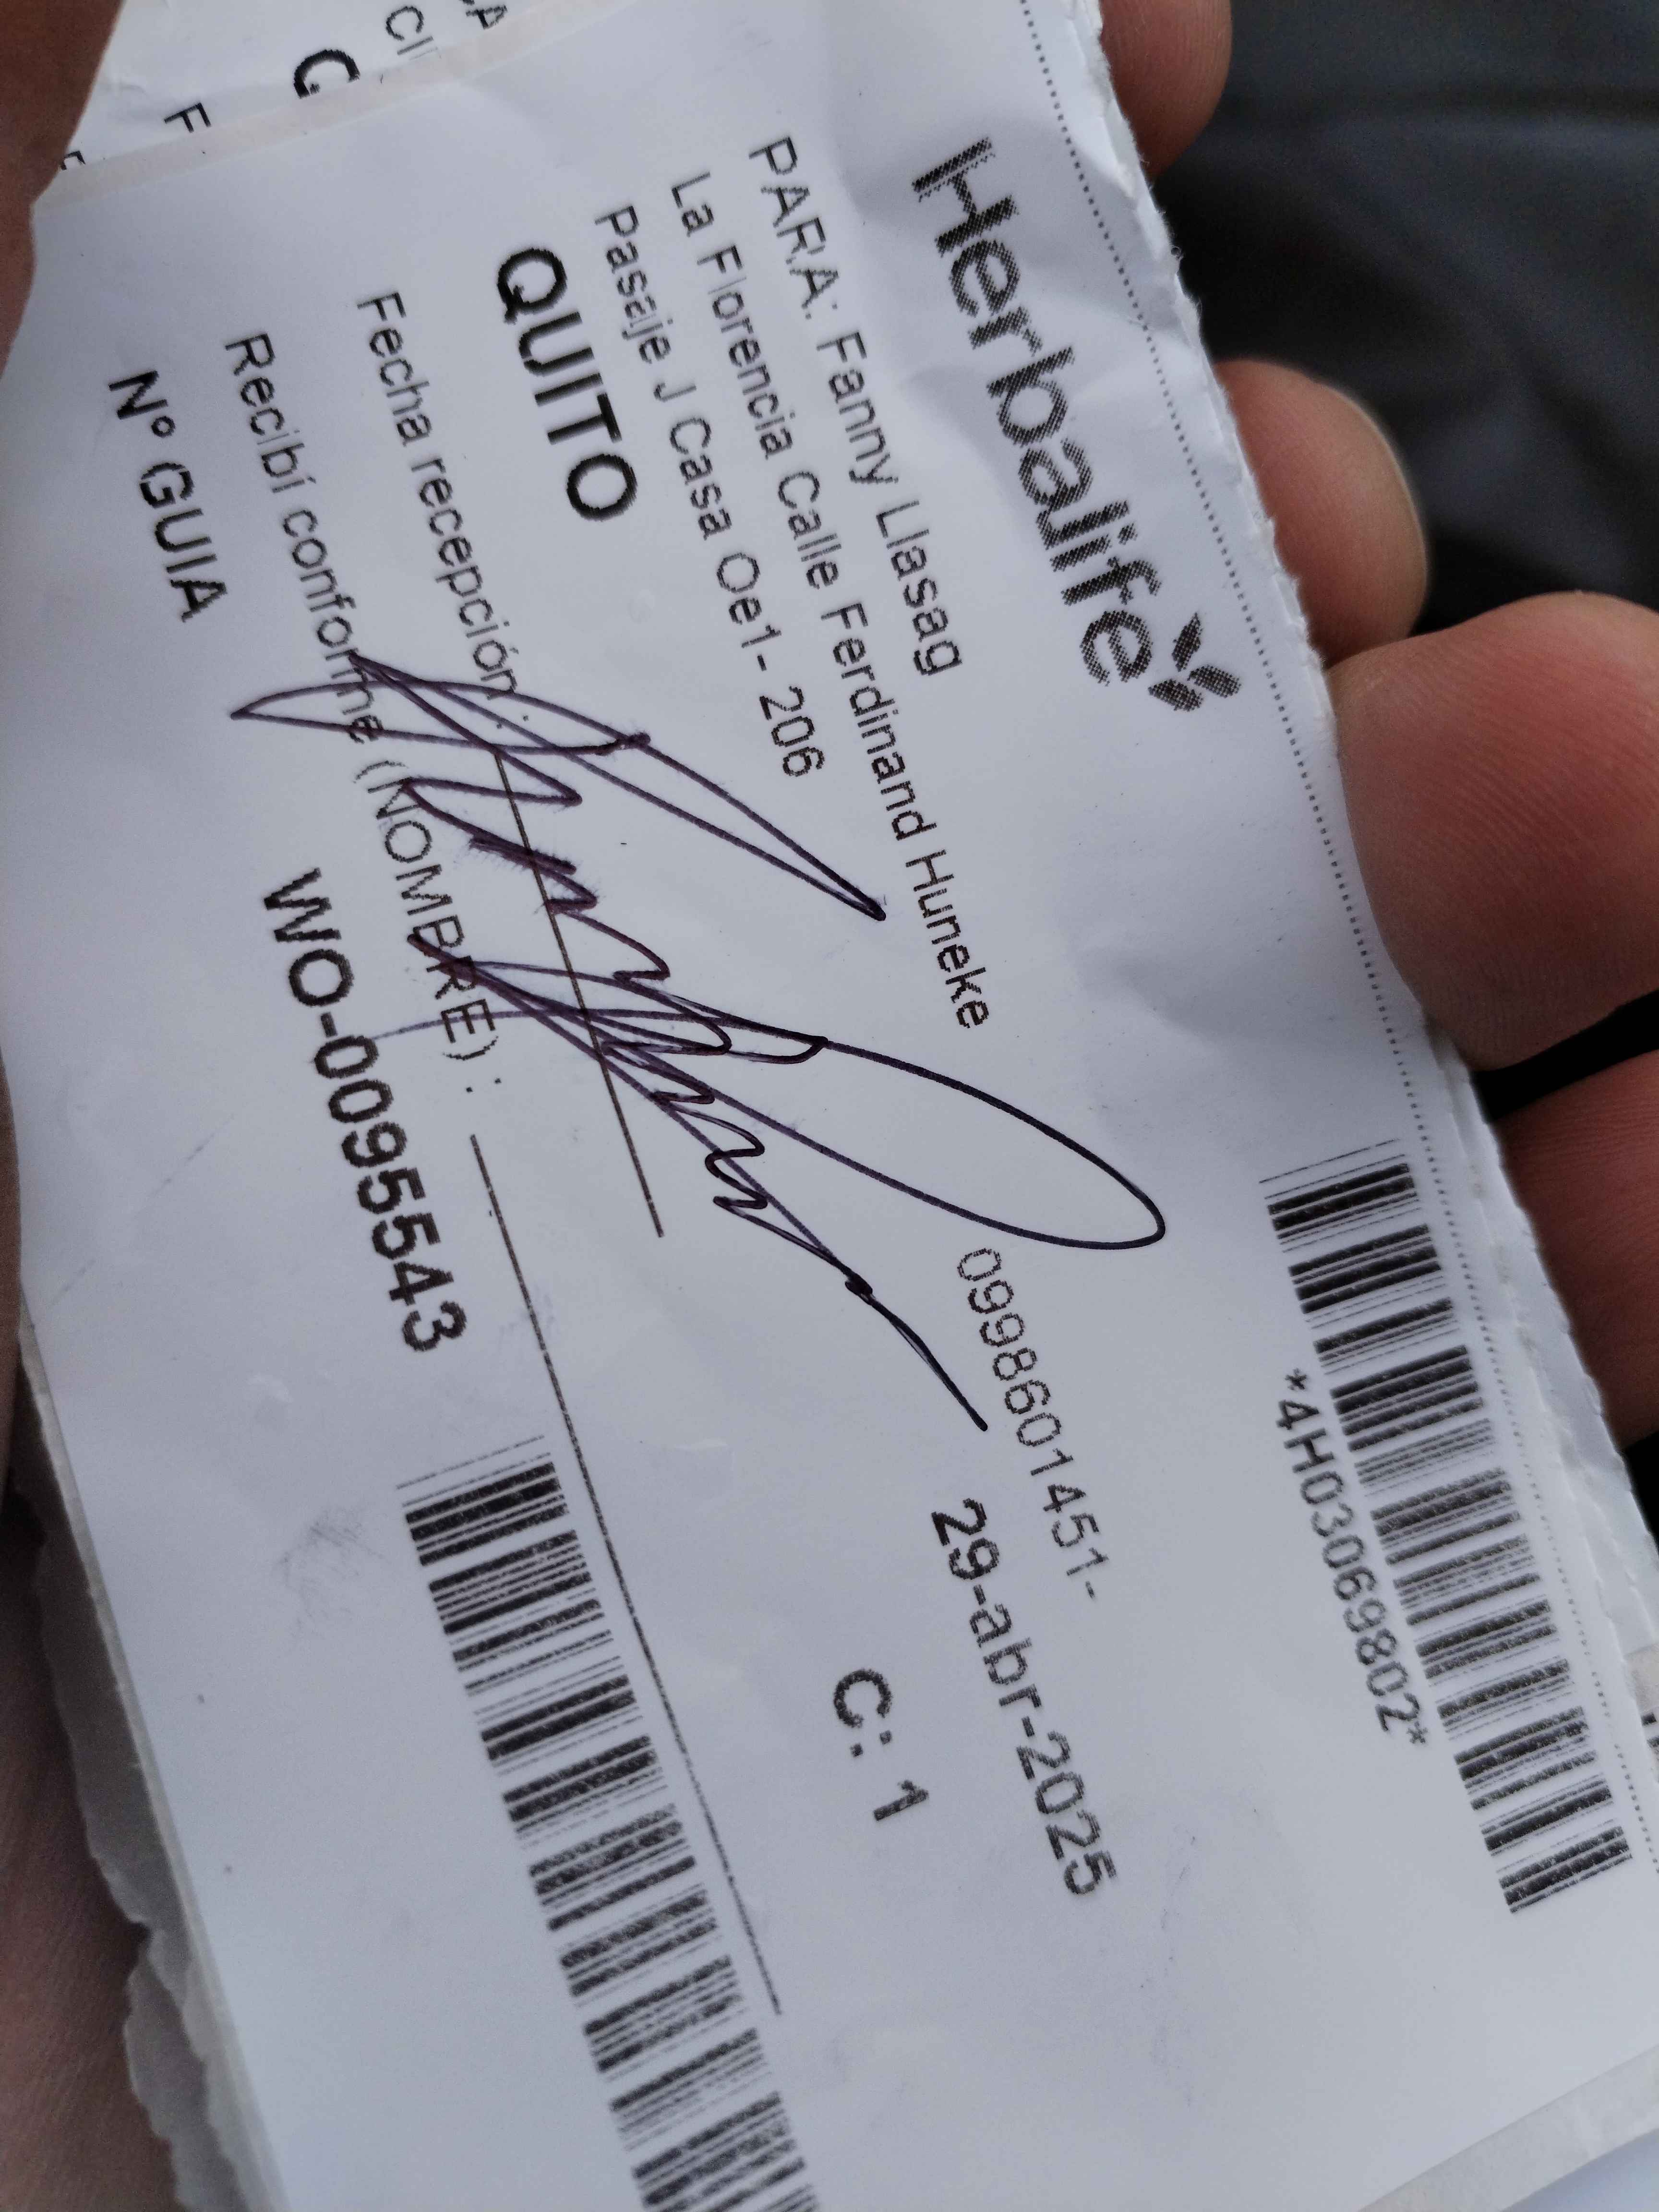 Herbalife
*4H03069802*
PARA: Fanny Llasag
La Florencia Calle Ferdinand Huneke 0998601451-
Pasaje J Casa Oe1- 206 29-abr-2025
QUITO C: 1
Fecha recepción :
Recibí conforme (NOMBRE) :
Nº GUIA WO-0095543